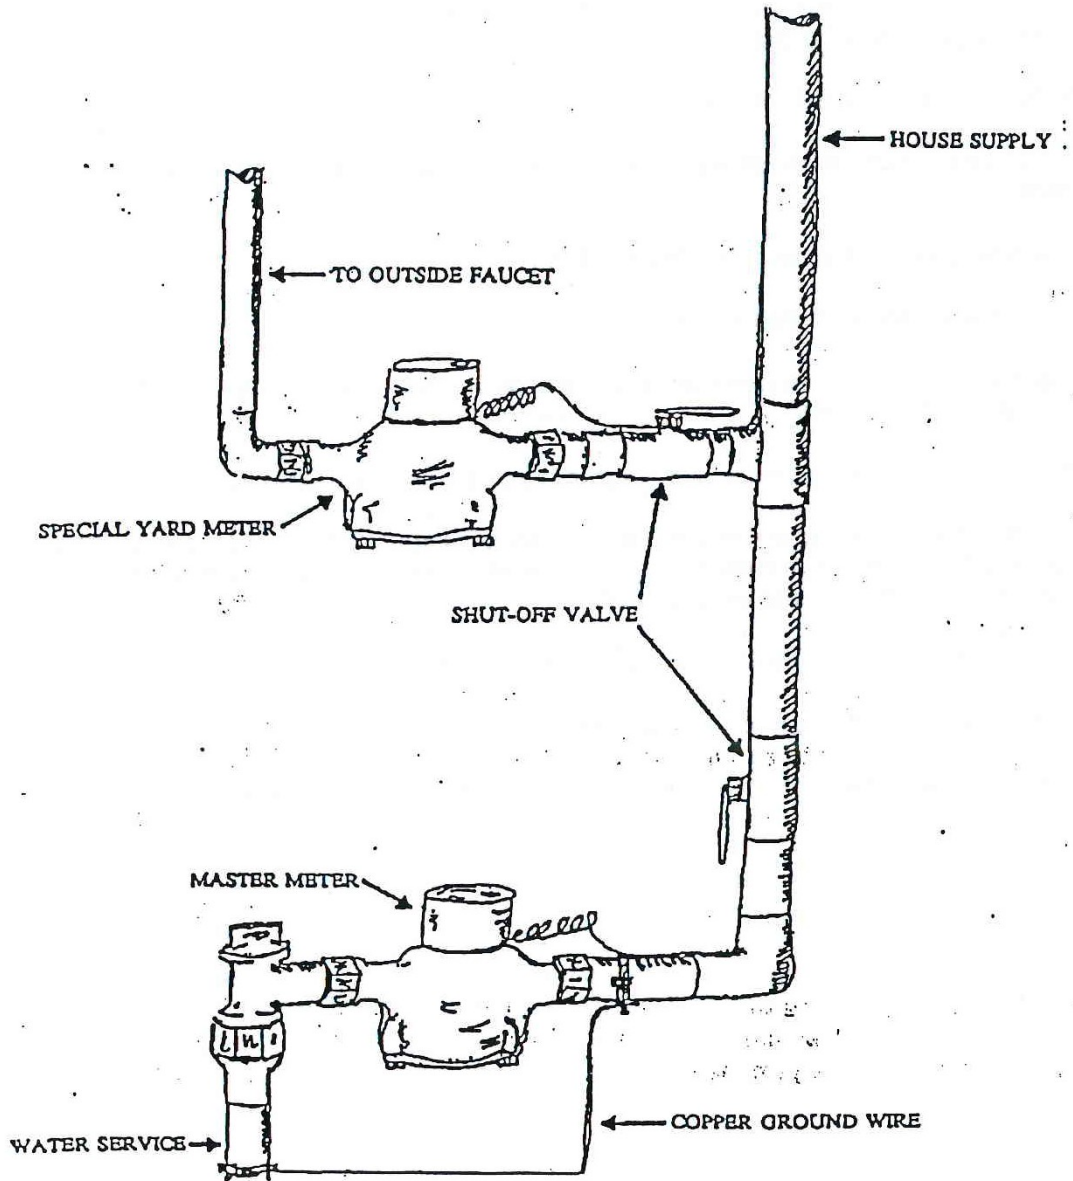 HOUSE SUPPLY
TO OUTSIDE FAUCET
SPECIAL YARD METER
SHUT-OFF VALVE
MASTER METER
COPPER GROUND WIRE
WATER SERVICE